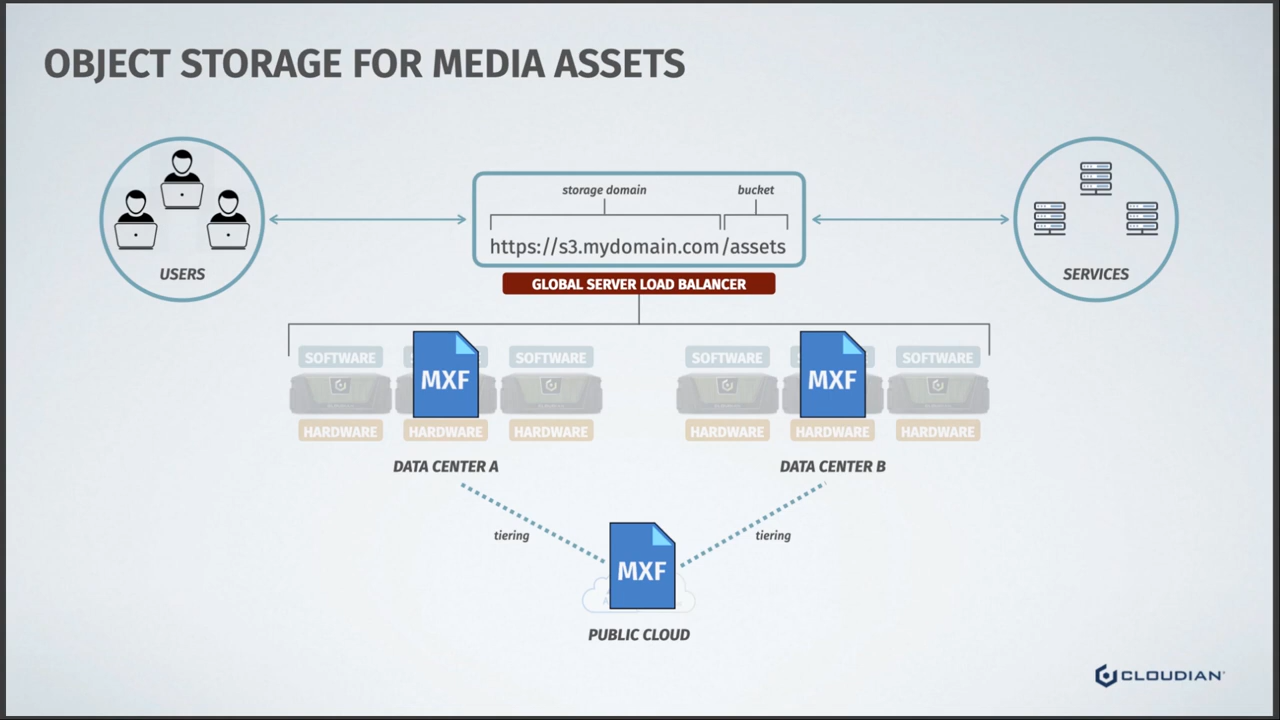 OBJECT STORAGE FOR MEDIA ASSETS
storage domain
bucket
https://s3.mydomain.com/assets
USERS
SERVICES
GLOBAL SERVER LOAD BALANCER
SOFTWARE
SOFTWARE
SOFTWARE
SOFTWARE
MXF
MXF
HARDWARE
HARDWARE
HARDWARE
HARDWARE
HARDWARE
HARDWARE
DATA CENTER A
DATA CENTER B
tiering
tiering
MXF
PUBLIC CLOUD
CLOUDIAN